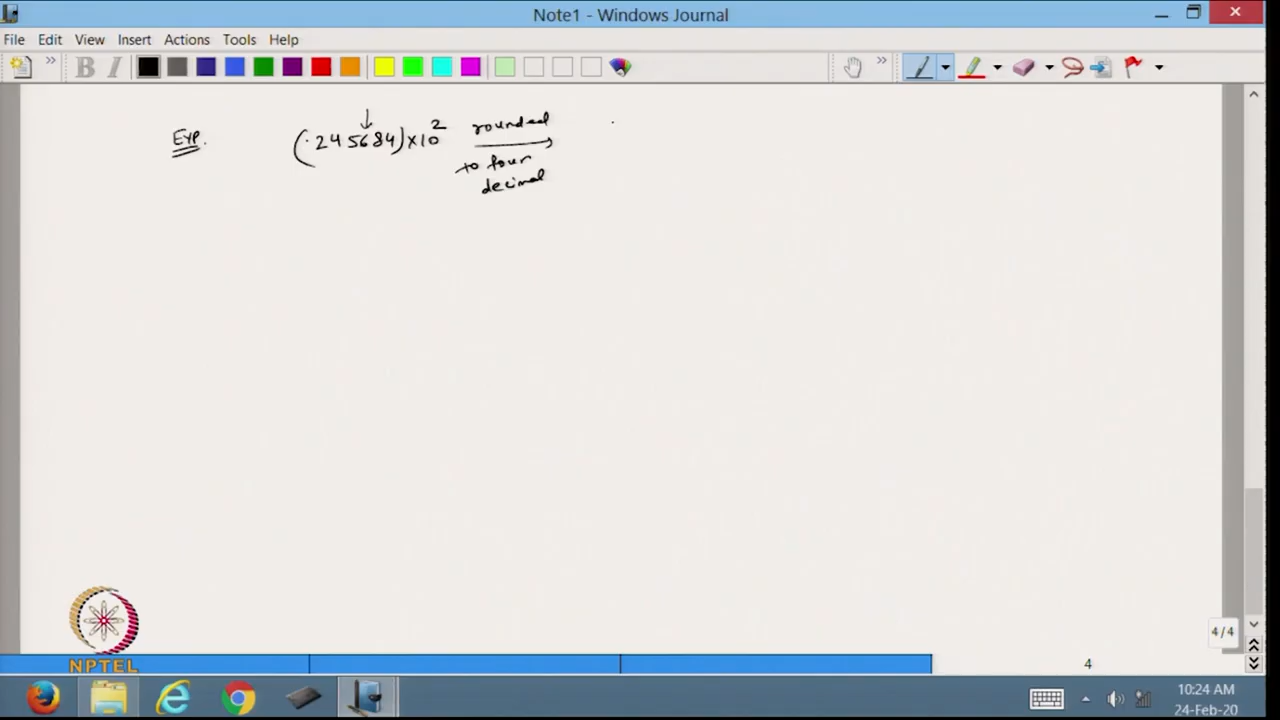 Note1 - Windows Journal
File Edit View Insert Actions Tools Help
Exp. (.245684)×10² rounded
to four
decimal
4/4
NPTEL
4
10:24 AM
24-Feb-20